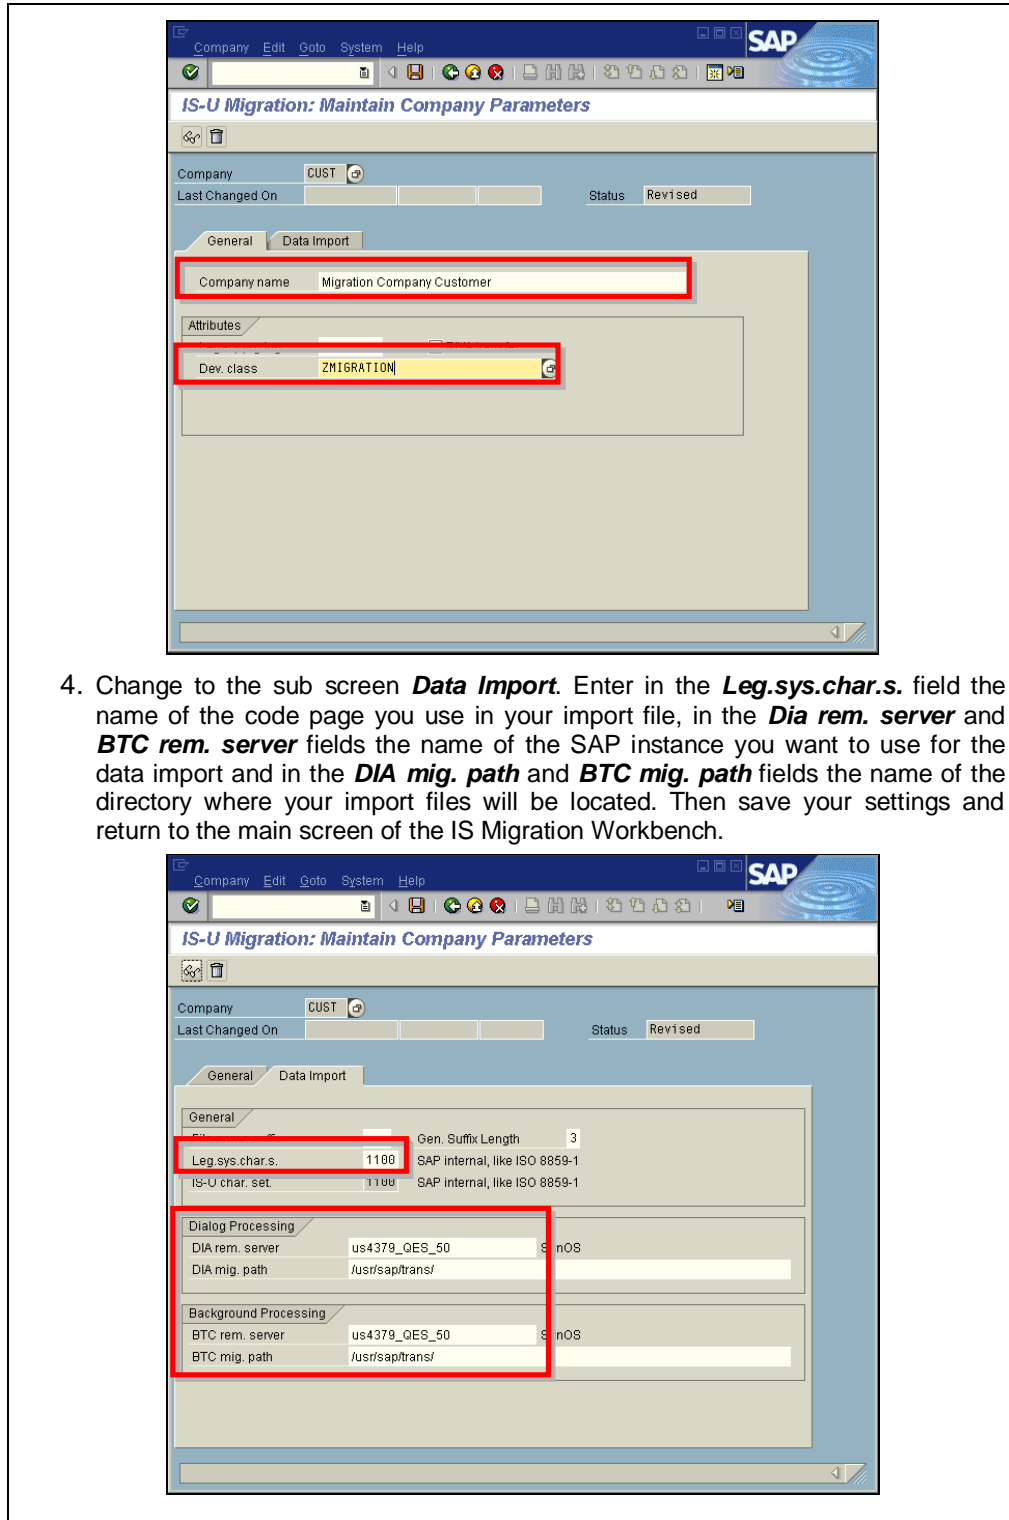 Company Edit Goto System Help
SAP
IS-U Migration: Maintain Company Parameters
Company CUST
Last Changed On Status Revised
General Data Import
Company name Migration Company Customer
Attributes
Dev. class ZMIGRATION
4. Change to the sub screen Data Import. Enter in the Leg.sys.char.s. field the
name of the code page you use in your import file, in the Dia rem. server and
BTC rem. server fields the name of the SAP instance you want to use for the
data import and in the DIA mig. path and BTC mig. path fields the name of the
directory where your import files will be located. Then save your settings and
return to the main screen of the IS Migration Workbench.
Company Edit Goto System Help
SAP
IS-U Migration: Maintain Company Parameters
Company CUST
Last Changed On Status Revised
General Data Import
General
Gen. Suffix Length 3
Leg.sys.char.s. 1100 SAP internal, like ISO 8859-1
IS-U char. set. 1100 SAP internal, like ISO 8859-1
Dialog Processing
DIA rem. server us4379_QES_50 SunOS
DIA mig. path /usr/sap/trans/
Background Processing
BTC rem. server us4379_QES_50 SunOS
BTC mig. path /usr/sap/trans/